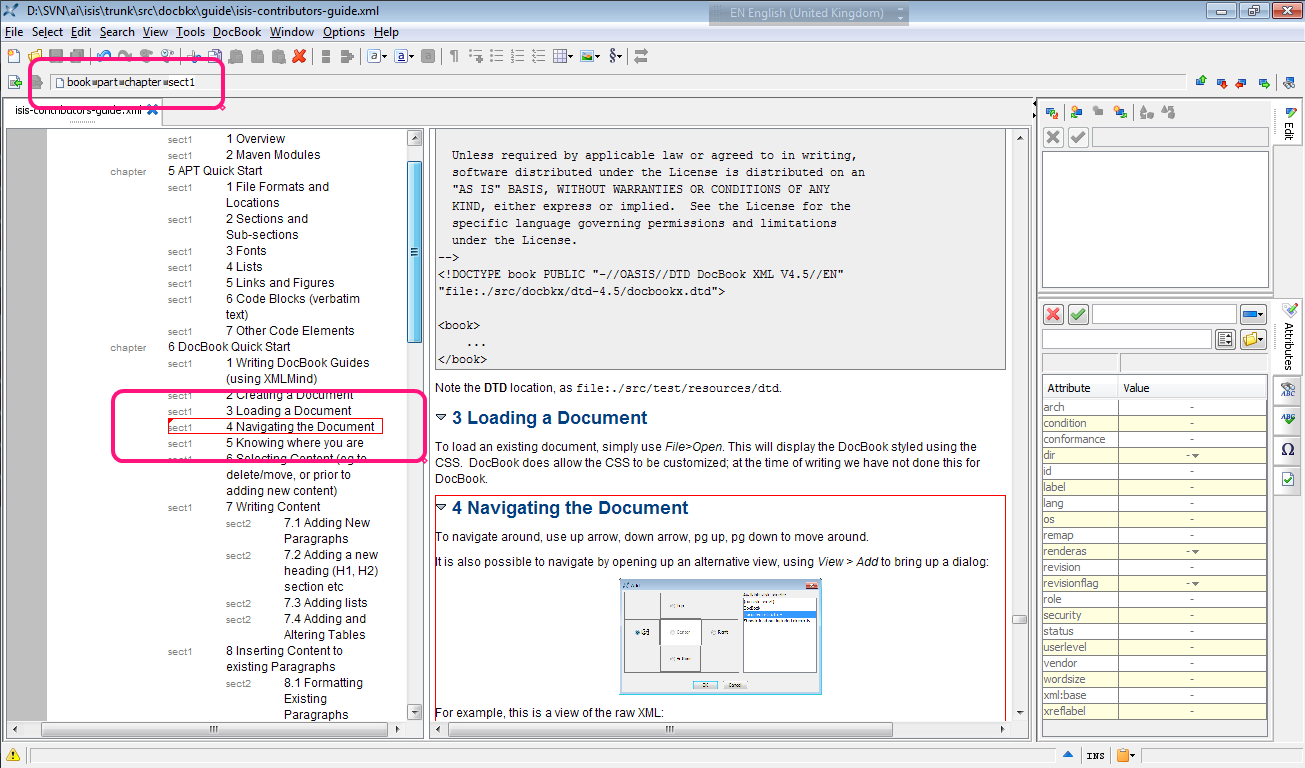 D:\SVN\ai\isis\trunk\src\docbkx\guide\isis-contributors-guide.xml
EN English (United Kingdom)
File Select Edit Search View Tools DocBook Window Options Help
book part chapter sect1
isis-contributors-guide.xml
sect1 1 Overview
sect1 2 Maven Modules
chapter 5 APT Quick Start
sect1 1 File Formats and
Locations
sect1 2 Sections and
Sub-sections
sect1 3 Fonts
sect1 4 Lists
sect1 5 Links and Figures
sect1 6 Code Blocks (verbatim
text)
sect1 7 Other Code Elements
chapter 6 DocBook Quick Start
sect1 1 Writing DocBook Guides
(using XMLMind)
sect1 2 Creating a Document
sect1 3 Loading a Document
sect1 4 Navigating the Document
sect1 5 Knowing where you are
sect1 6 Selecting Content (eg to
delete/move, or prior to
adding new content)
sect1 7 Writing Content
sect2 7.1 Adding New
Paragraphs
sect2 7.2 Adding a new
heading (H1, H2)
section etc
sect2 7.3 Adding lists
sect2 7.4 Adding and
Altering Tables
sect1 8 Inserting Content to
existing Paragraphs
sect2 8.1 Formatting
Existing
Paragraphs
Unless required by applicable law or agreed to in writing,
software distributed under the License is distributed on an
"AS IS" BASIS, WITHOUT WARRANTIES OR CONDITIONS OF ANY
KIND, either express or implied.  See the License for the
specific language governing permissions and limitations
under the License.
-->
<!DOCTYPE book PUBLIC "-//OASIS//DTD DocBook XML V4.5//EN"
"file:./src/docbkx/dtd-4.5/docbookx.dtd">
<book>
...
</book>
Note the DTD location, as file:./src/test/resources/dtd.
3 Loading a Document
To load an existing document, simply use File>Open. This will display the DocBook styled using the
CSS.  DocBook does allow the CSS to be customized; at the time of writing we have not done this for
DocBook.
4 Navigating the Document
To navigate around, use up arrow, down arrow, pg up, pg down to move around.
It is also possible to navigate by opening up an alternative view, using View > Add to bring up a dialog:
For example, this is a view of the raw XML:
Edit
Attributes
ABC
ABC
Ω
Attribute Value
arch -
condition -
conformance -
dir -
id -
label -
lang -
os -
remap -
renderas -
revision -
revisionflag -
role -
security -
status -
userlevel -
vendor -
wordsize -
xml:base -
xreflabel -
INS